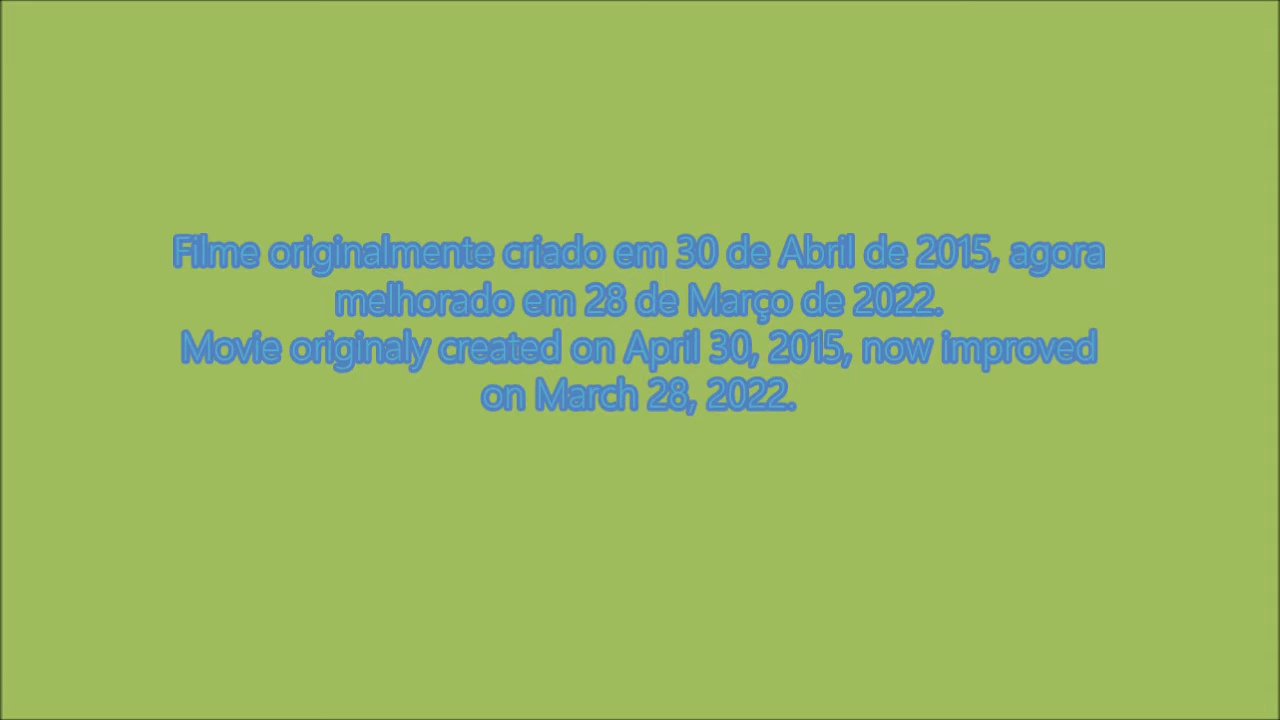 Filme originalmente criado em 30 de Abril de 2015, agora
melhorado em 28 de Março de 2022.
Movie originaly created on April 30, 2015, now improved
on March 28, 2022.